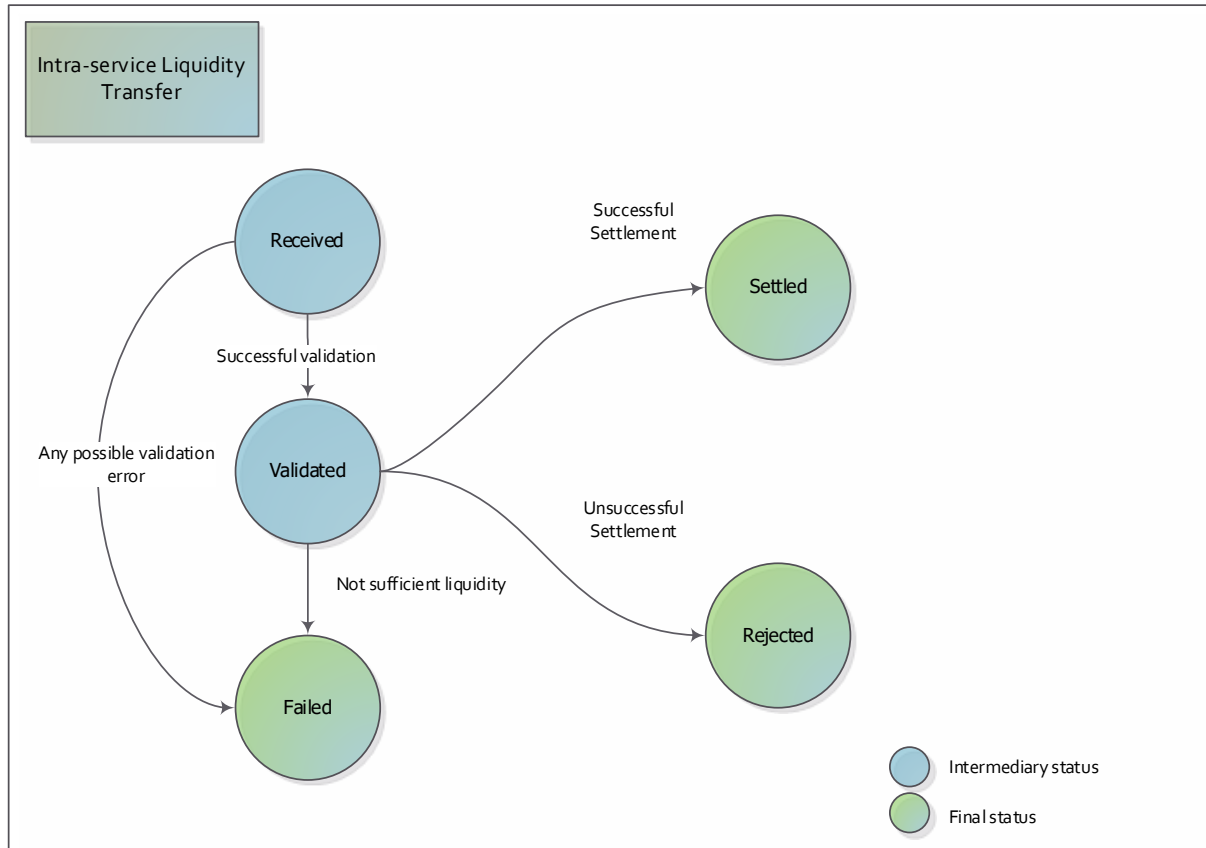 Intra-service Liquidity
Transfer
Received
Successful
Settlement
Settled
Successful validation
Any possible validation
error
Validated
Unsuccessful
Settlement
Not sufficient liquidity
Rejected
Failed
Intermediary status
Final status